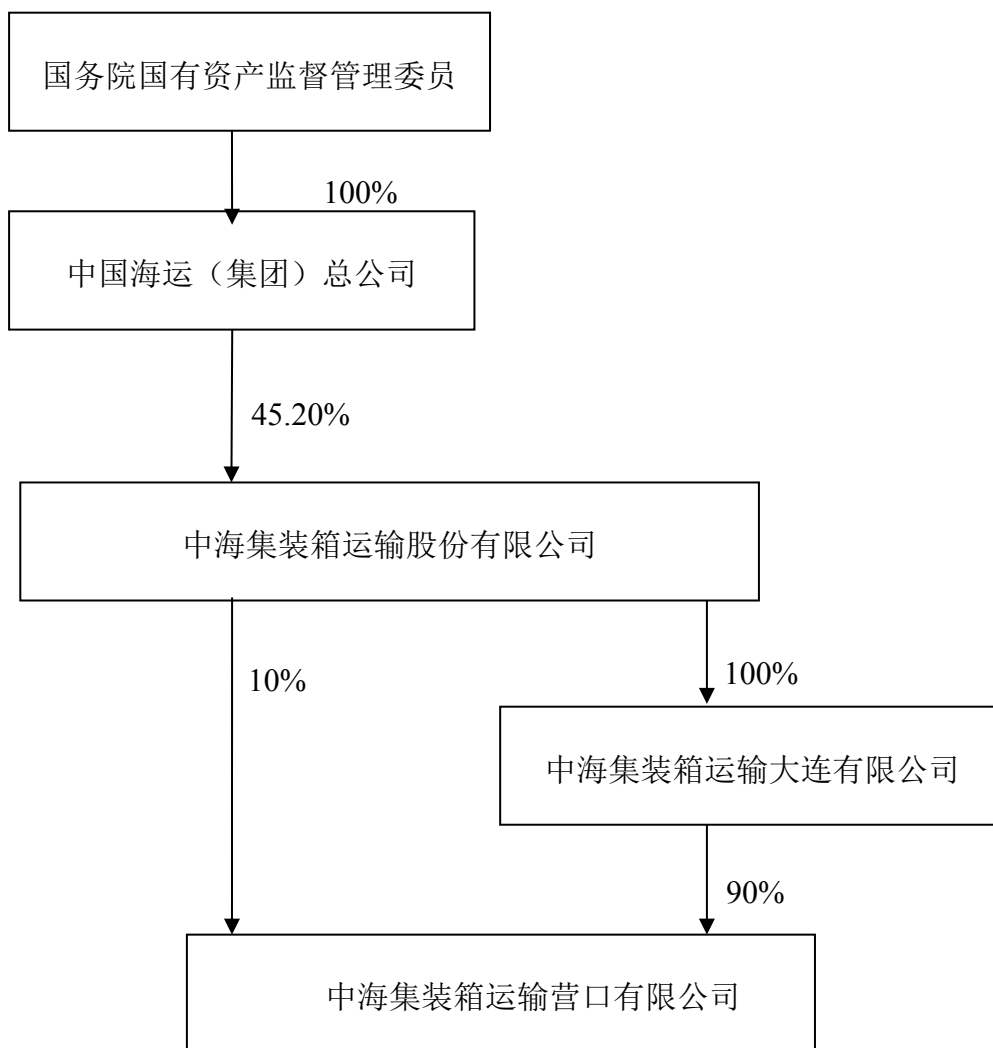 国务院国有资产监督管理委员
100%
中国海运（集团）总公司
45.20%
中海集装箱运输股份有限公司
10%
100%
中海集装箱运输大连有限公司
90%
中海集装箱运输营口有限公司